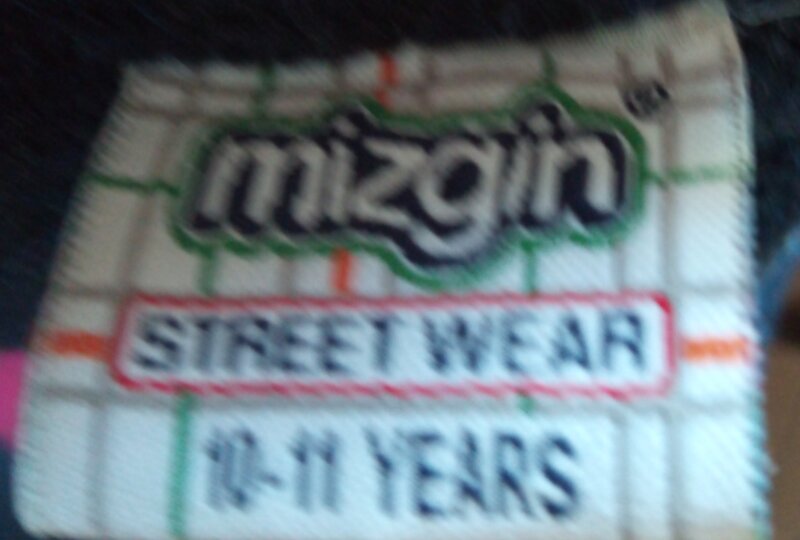 mizgin ®
STREET WEAR
10-11 YEARS